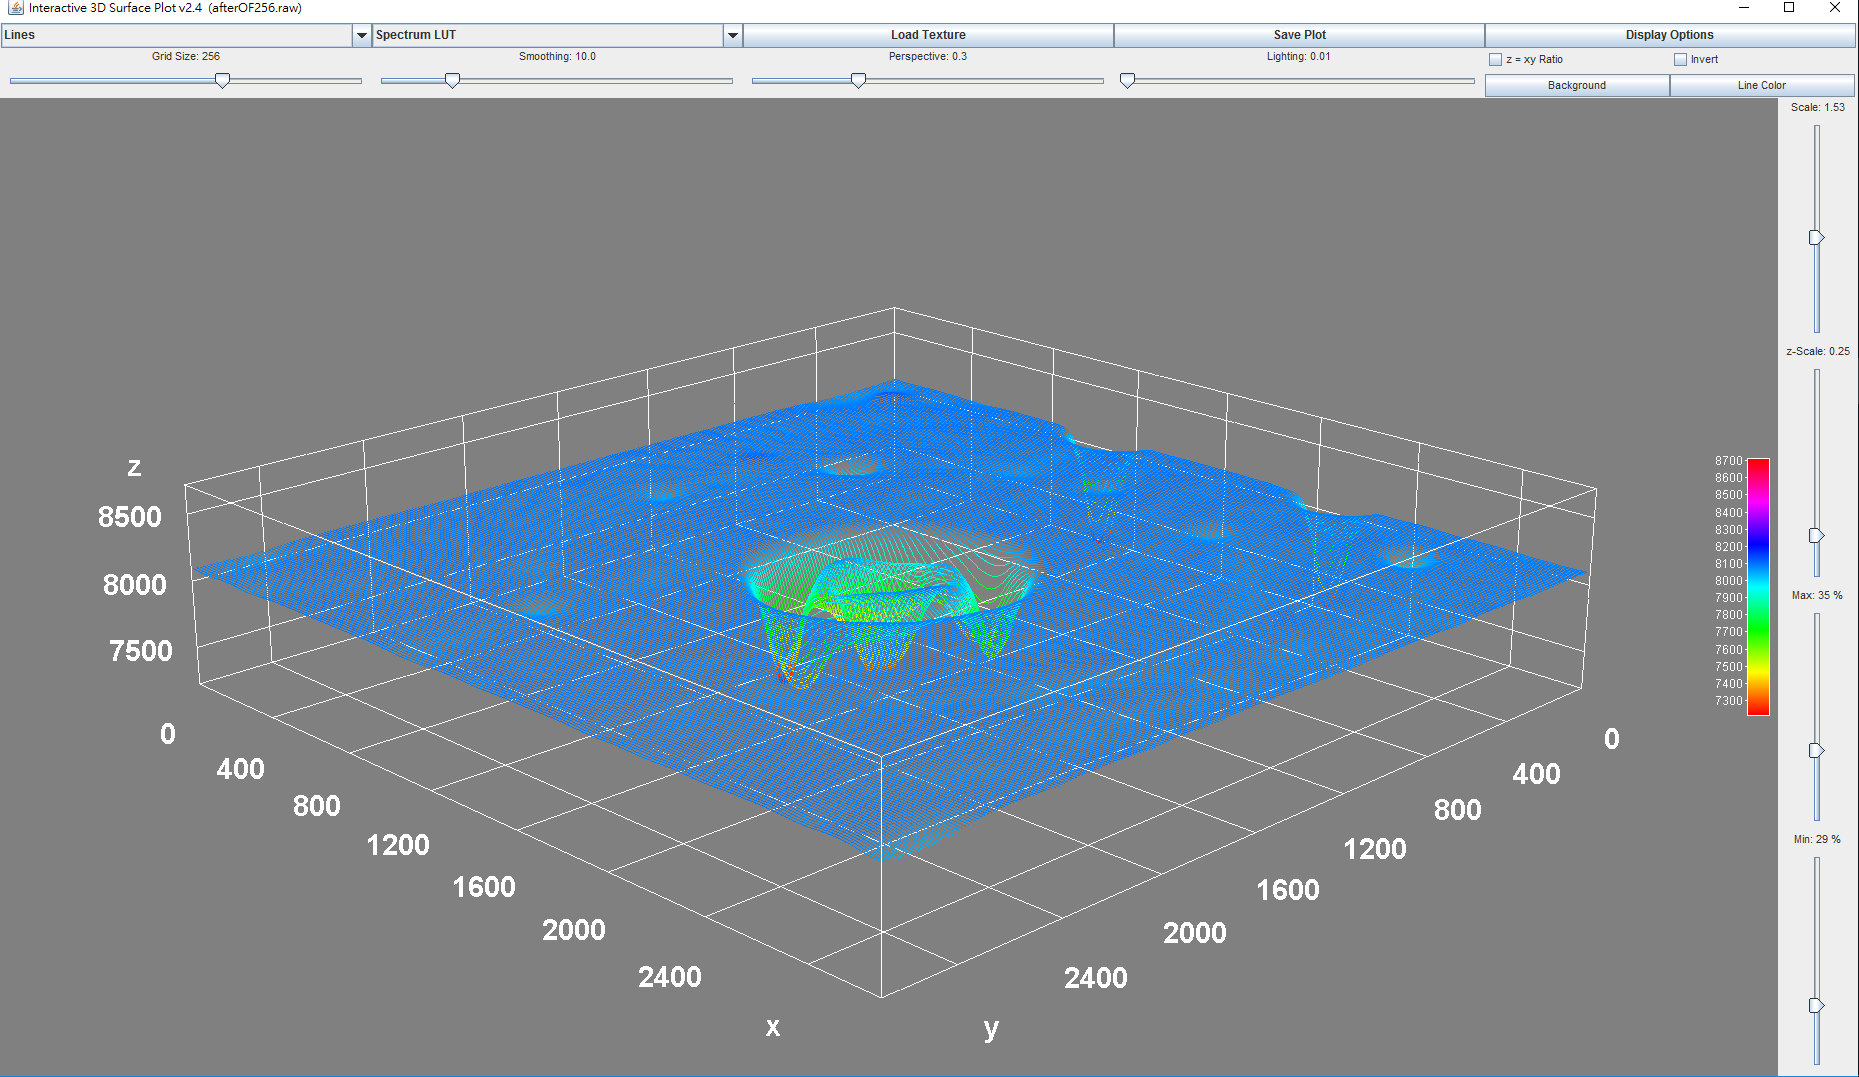 Interactive 3D Surface Plot v2.4 (afterOF256.raw)
Lines
Spectrum LUT
Load Texture
Save Plot
Display Options
Grid Size: 256
Smoothing: 10.0
Perspective: 0.3
Lighting: 0.01
z = xy Ratio
Invert
Background
Line Color
Scale: 1.53
z-Scale: 0.25
Max: 35 %
Min: 29 %
z
8500
8000
7500
0
400
800
1200
1600
2000
2400
x
0
400
800
1200
1600
2000
2400
y
8700
8600
8500
8400
8300
8200
8100
8000
7900
7800
7700
7600
7500
7400
7300